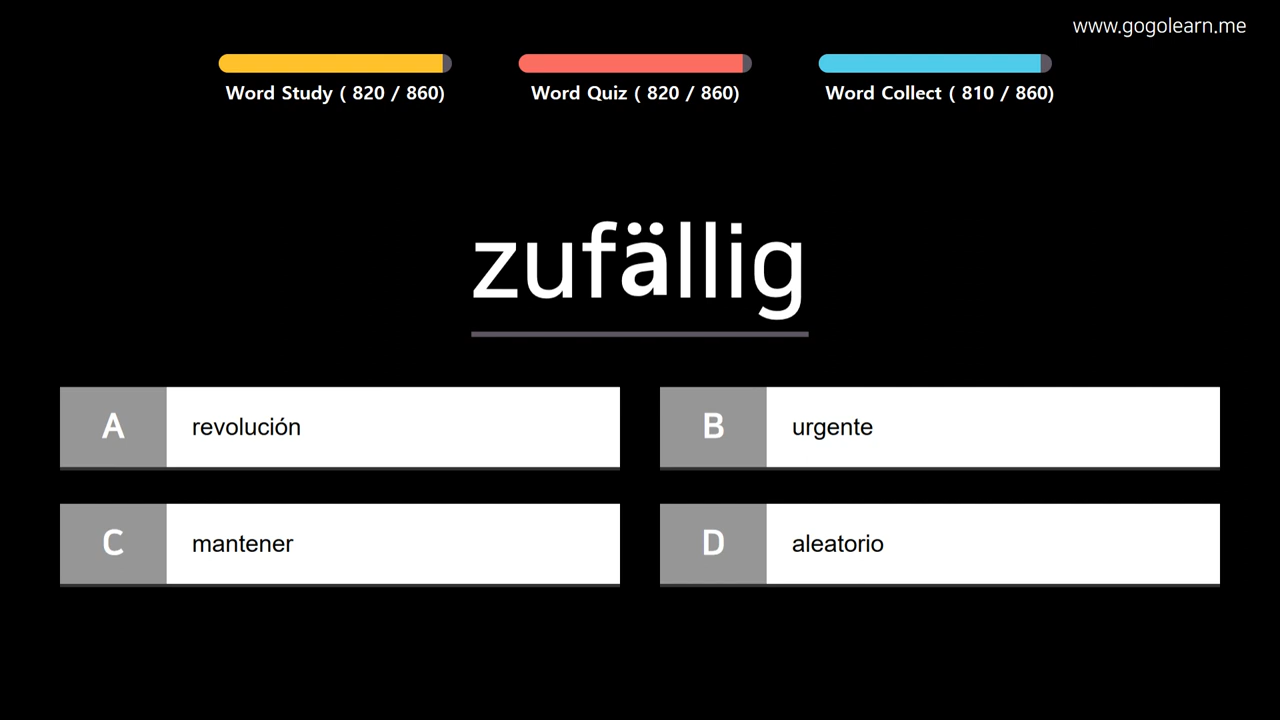 www.gogolearn.me
Word Study ( 820 / 860)
Word Quiz ( 820 / 860)
Word Collect ( 810 / 860)
zufällig
A
revolución
B
urgente
C
mantener
D
aleatorio